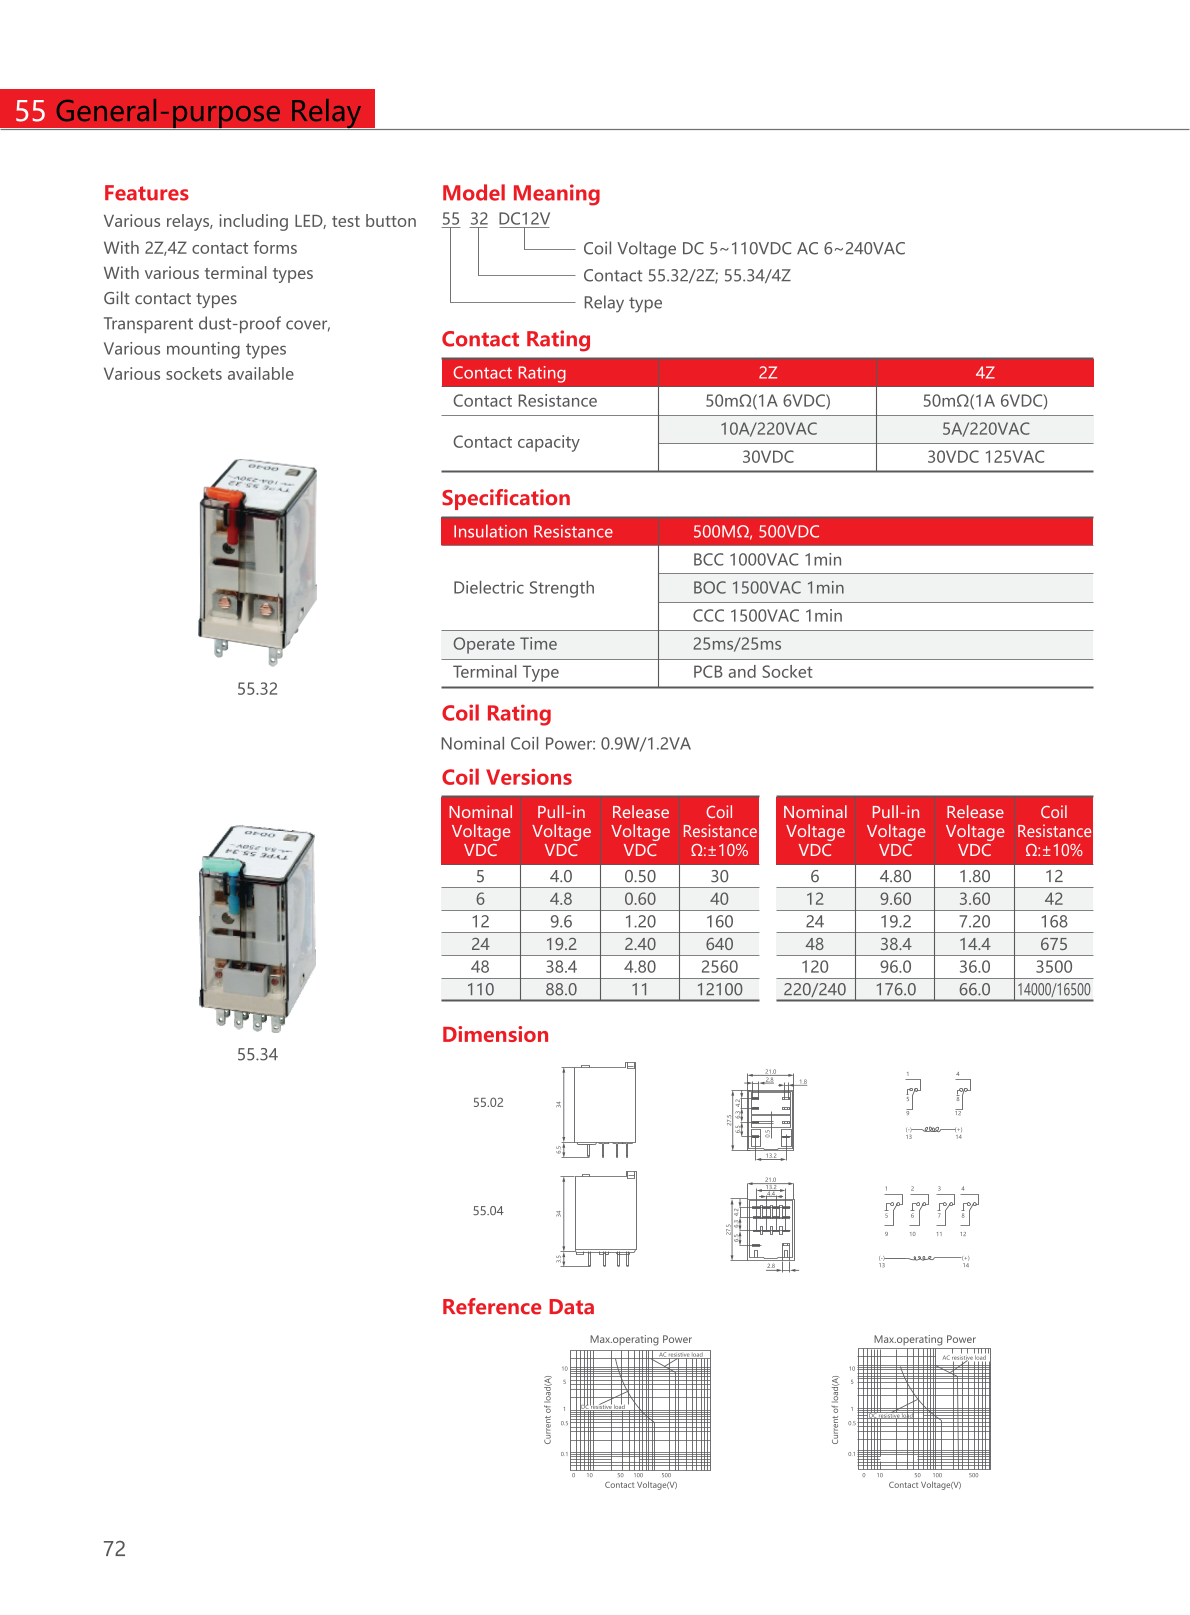 55 General-purpose Relay
Features
Various relays, including LED, test button
With 2Z,4Z contact forms
With various terminal types
Gilt contact types
Transparent dust-proof cover,
Various mounting types
Various sockets available
55.32
55.34
Model Meaning
55 32 DC12V
Coil Voltage DC 5~110VDC AC 6~240VAC
Contact 55.32/2Z; 55.34/4Z
Relay type
Contact Rating
Contact Rating 2Z 4Z
Contact Resistance 50mΩ(1A 6VDC) 50mΩ(1A 6VDC)
Contact capacity
10A/220VAC 5A/220VAC
30VDC 30VDC 125VAC
Specification
Insulation Resistance 500MΩ, 500VDC
Dielectric Strength
BCC 1000VAC 1min
BOC 1500VAC 1min
CCC 1500VAC 1min
Operate Time 25ms/25ms
Terminal Type PCB and Socket
Coil Rating
Nominal Coil Power: 0.9W/1.2VA
Coil Versions
Nominal Pull-in Release Coil
Voltage Voltage Voltage Resistance
VDC VDC VDC Ω:±10%
5 4.0 0.50 30
6 4.8 0.60 40
12 9.6 1.20 160
24 19.2 2.40 640
48 38.4 4.80 2560
110 88.0 11 12100
Nominal Pull-in Release Coil
Voltage Voltage Voltage Resistance
VDC VDC VDC Ω:±10%
6 4.80 1.80 12
12 9.60 3.60 42
24 19.2 7.20 168
48 38.4 14.4 675
120 96.0 36.0 3500
220/240 176.0 66.0 14000/16500
Dimension
55.02
34
6.5
21.0
2.8
1.8
27.5
4.2
6.3
6.5
0.5
13.2
1 4
5 8
9 12
(-) (+)
13 14
55.04
34
3.5
21.0
13.2
4.4
27.5
4.2
6.3
6.5
2.8
1 2 3 4
5 6 7 8
9 10 11 12
(-) (+)
13 14
Reference Data
Max.operating Power
AC resistive load
DC resistive load
Current of load(A)
10
5
1
0.5
0.1
0 10 50 100 500
Contact Voltage(V)
Max.operating Power
AC resistive load
DC resistive load
Current of load(A)
10
5
1
0.5
0.1
0 10 50 100 500
Contact Voltage(V)
72